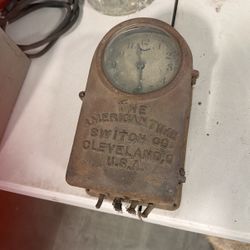 THE
AMERICAN TIME
SWITCH CO.
CLEVELAND, O
U.S.A.